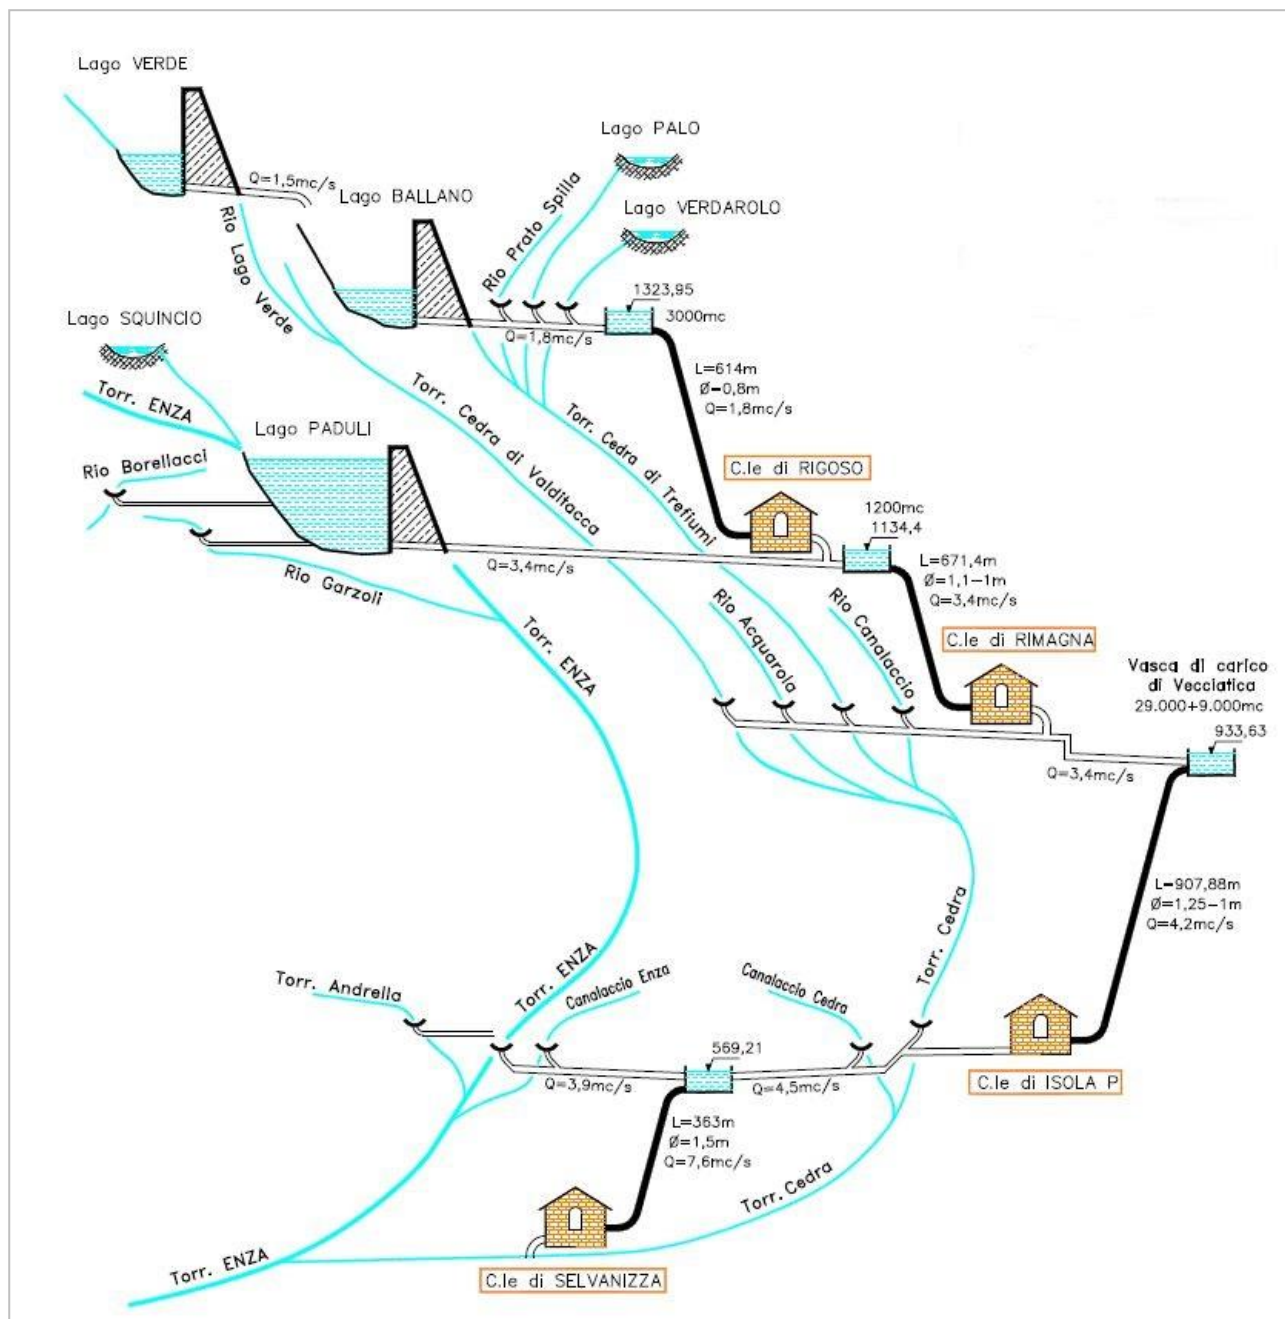 Lago VERDE
Q=1,5mc/s
Lago BALLANO
Lago PALO
Lago VERDAROLO
Rio Prato Spilla
Rio Lago Verde
1323,95
3000mc
Q=1,8mc/s
Lago SQUINCIO
L=614m
Ø-0,8m
Q=1,8mc/s
Torr. ENZA
Lago PADULI
Torr. Cedra di Valditacca
Torr. Cedra di Trefiumi
Rio Borellacci
C.le di RIGOSO
1200mc
1134,4
Q=3,4mc/s
L=671,4m
Ø=1,1-1m
Q=3,4mc/s
Rio Garzoli
Rio Acquarola
Rio Canalaccio
C.le di RIMAGNA
Torr. ENZA
Vasca di carico
di Vecciatica
29.000+9.000mc
933,63
Q=3,4mc/s
L-907,88m
Ø=1,25-1m
Q=4,2mc/s
Torr. Cedra
Torr. Andrella
Torr. ENZA
Canalaccio Enza
Canalaccio Cedra
569,21
Q=3,9mc/s
Q=4,5mc/s
C.le di ISOLA P
L=363m
Ø=1,5m
Q=7,6mc/s
Torr. Cedra
Torr. ENZA
C.le di SELVANIZZA